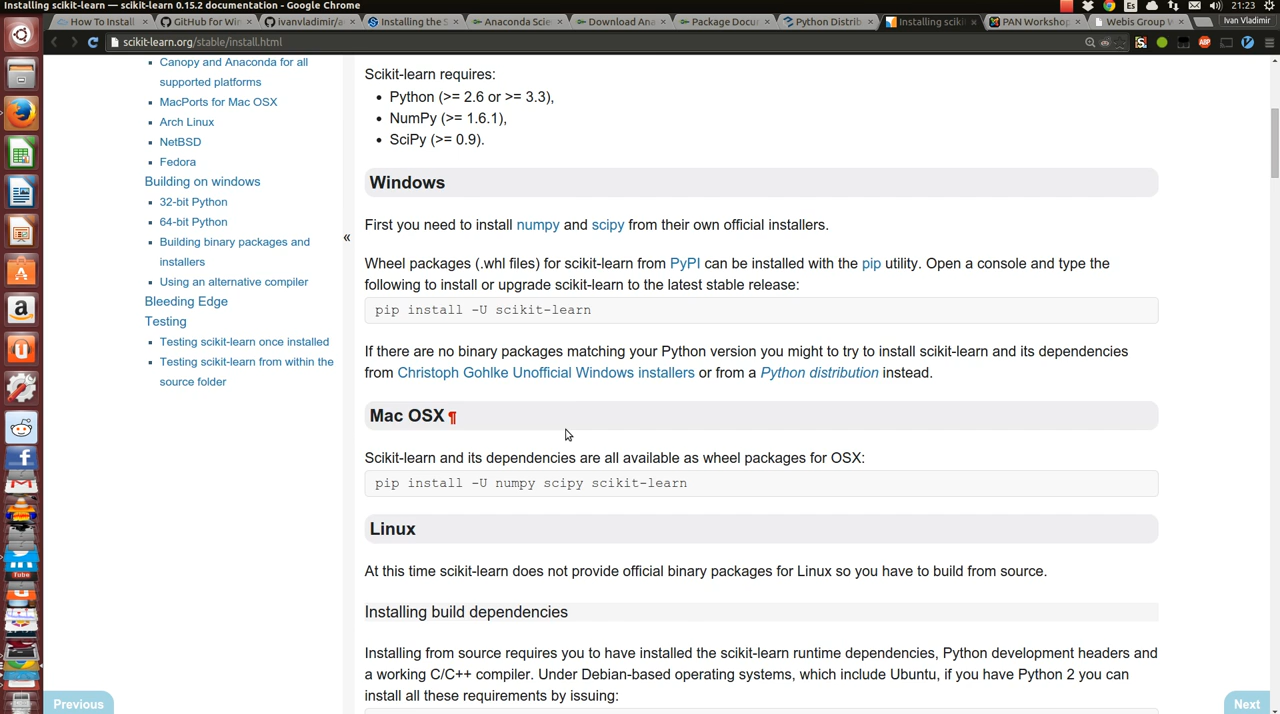 Installing scikit-learn — scikit-learn 0.15.2 documentation - Google Chrome
Es
21:23
How To Install
GitHub for Win
ivanvladimir/a
Installing the S
Anaconda Scie
Download Ana
Package Docu
Python Distrib
Installing scikit
PAN Workshop
Webis Group
Ivan Vladimir
scikit-learn.org/stable/install.html
ABP
Canopy and Anaconda for all
supported platforms
MacPorts for Mac OSX
Arch Linux
NetBSD
Fedora
Building on windows
32-bit Python
64-bit Python
Building binary packages and
installers
Using an alternative compiler
Bleeding Edge
Testing
Testing scikit-learn once installed
Testing scikit-learn from within the
source folder
«
Scikit-learn requires:
• Python (>= 2.6 or >= 3.3),
• NumPy (>= 1.6.1),
• SciPy (>= 0.9).
Windows
First you need to install numpy and scipy from their own official installers.
Wheel packages (.whl files) for scikit-learn from PyPI can be installed with the pip utility. Open a console and type the
following to install or upgrade scikit-learn to the latest stable release:
pip install -U scikit-learn
If there are no binary packages matching your Python version you might to try to install scikit-learn and its dependencies
from Christoph Gohlke Unofficial Windows installers or from a Python distribution instead.
Mac OSX ¶
Scikit-learn and its dependencies are all available as wheel packages for OSX:
pip install -U numpy scipy scikit-learn
Linux
At this time scikit-learn does not provide official binary packages for Linux so you have to build from source.
Installing build dependencies
Installing from source requires you to have installed the scikit-learn runtime dependencies, Python development headers and
a working C/C++ compiler. Under Debian-based operating systems, which include Ubuntu, if you have Python 2 you can
install all these requirements by issuing:
Previous
Next